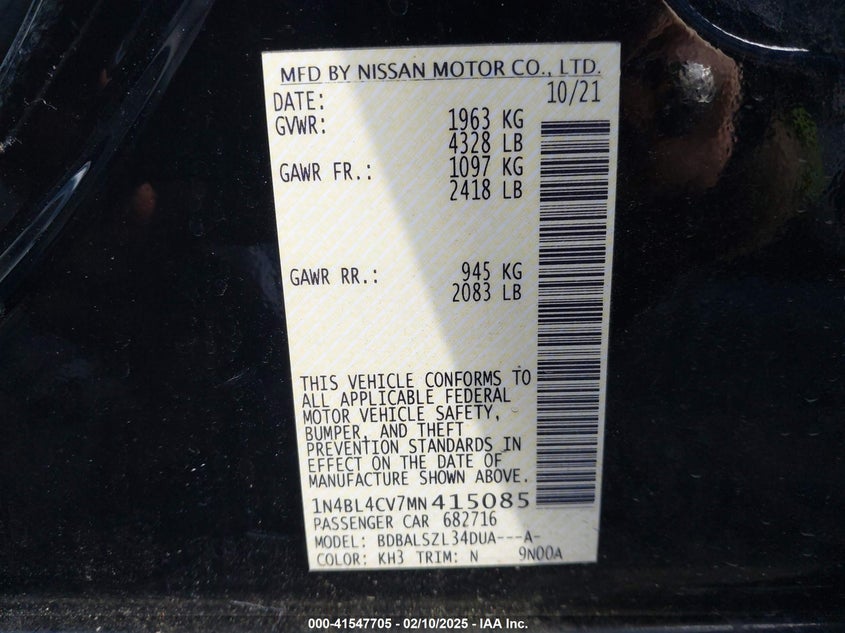 MFD BY NISSAN MOTOR CO., LTD.
DATE: 10/21
GVWR: 1963 KG
4328 LB
GAWR FR.: 1097 KG
2418 LB
GAWR RR.: 945 KG
2083 LB
THIS VEHICLE CONFORMS TO
ALL APPLICABLE FEDERAL
MOTOR VEHICLE SAFETY,
BUMPER, AND THEFT
PREVENTION STANDARDS IN
EFFECT ON THE DATE OF
MANUFACTURE SHOWN ABOVE.
1N4BL4CV7MN415085
PASSENGER CAR 682716
MODEL: BDBALSZL34DUA---A-
COLOR: KH3 TRIM: N 9N00A
000-41547705 - 02/10/2025 - IAA Inc.